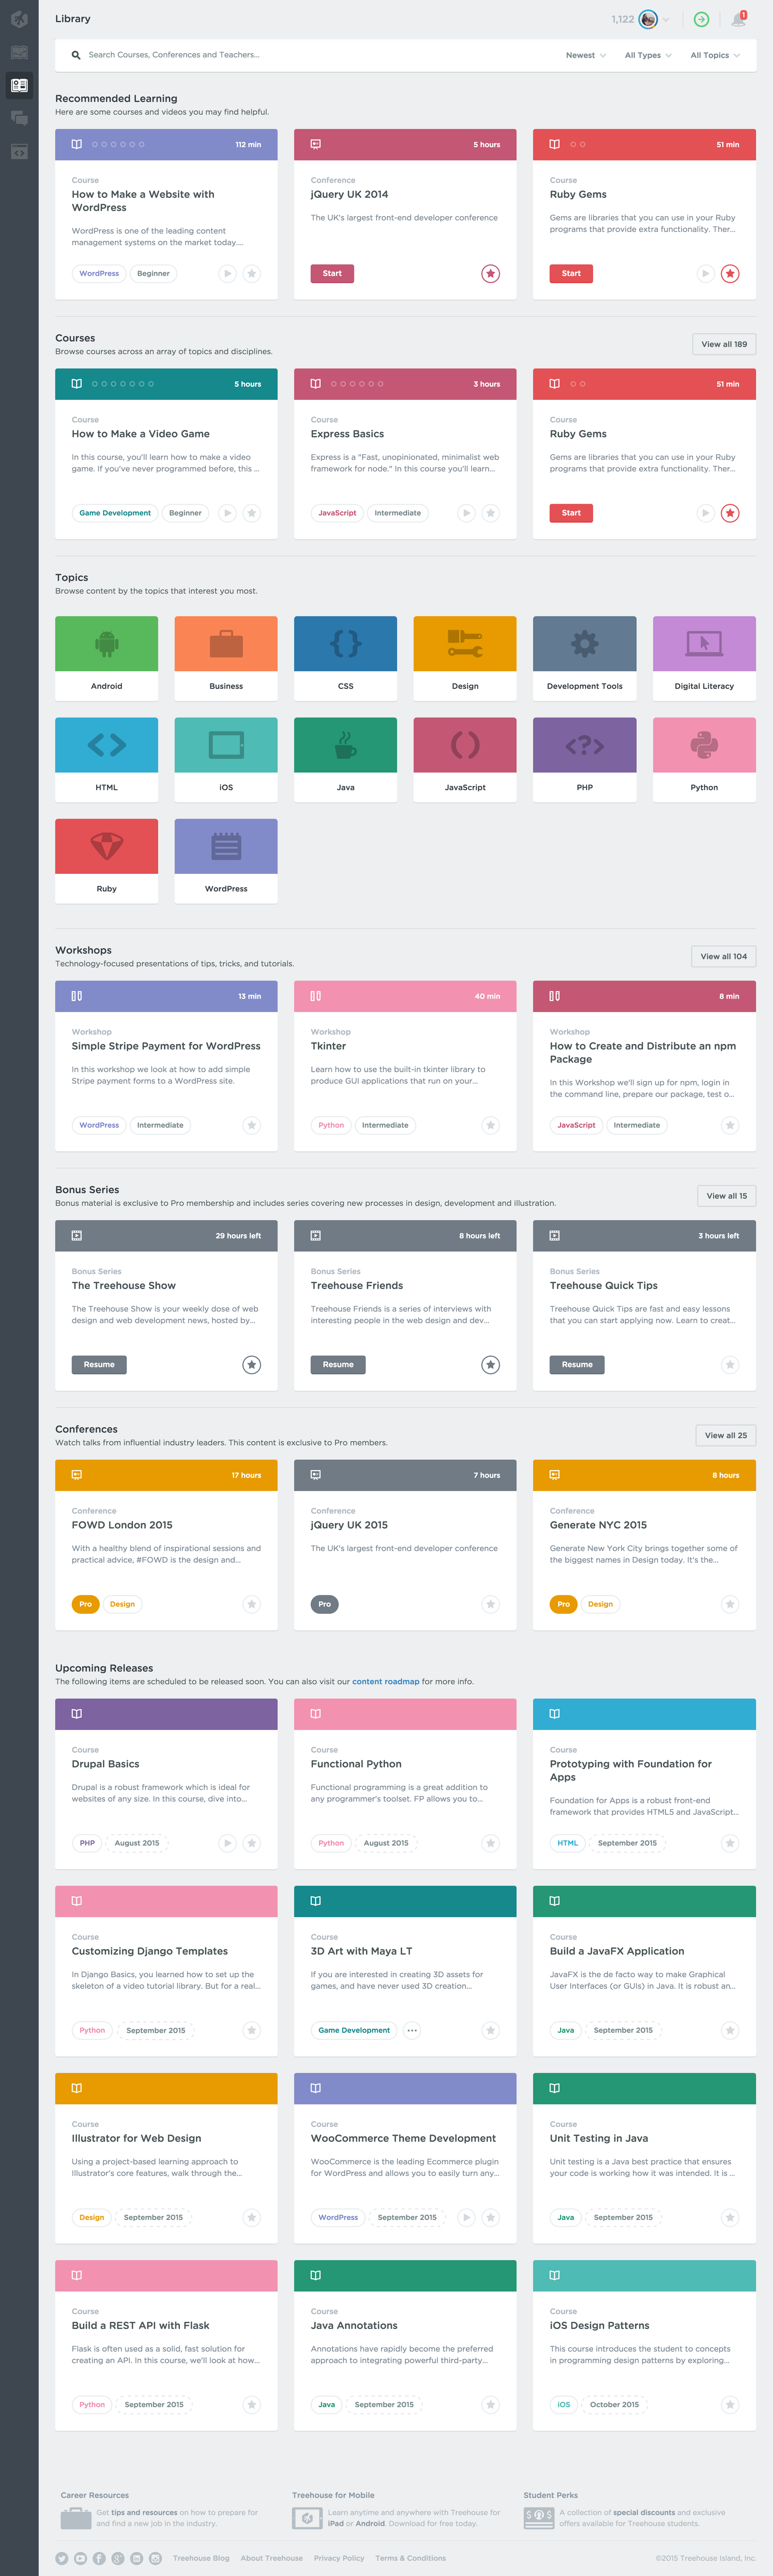 Library
1,122
1
Search Courses, Conferences and Teachers...
Newest
All Types
All Topics
Recommended Learning
Here are some courses and videos you may find helpful.
112 min
Course
How to Make a Website with
WordPress
WordPress is one of the leading content
management systems on the market today....
WordPress
Beginner
5 hours
Conference
jQuery UK 2014
The UK's largest front-end developer conference
Start
51 min
Course
Ruby Gems
Gems are libraries that you can use in your Ruby
programs that provide extra functionality. Ther...
Start
Courses
Browse courses across an array of topics and disciplines.
View all 189
5 hours
Course
How to Make a Video Game
In this course, you'll learn how to make a video
game. If you've never programmed before, this ...
Game Development
Beginner
3 hours
Course
Express Basics
Express is a "Fast, unopinionated, minimalist web
framework for node." In this course you'll learn...
JavaScript
Intermediate
51 min
Course
Ruby Gems
Gems are libraries that you can use in your Ruby
programs that provide extra functionality. Ther...
Start
Topics
Browse content by the topics that interest you most.
Android
Business
CSS
Design
Development Tools
Digital Literacy
HTML
iOS
Java
JavaScript
PHP
Python
Ruby
WordPress
Workshops
Technology-focused presentations of tips, tricks, and tutorials.
View all 104
13 min
Workshop
Simple Stripe Payment for WordPress
In this workshop we look at how to add simple
Stripe payment forms to a WordPress site.
WordPress
Intermediate
40 min
Workshop
Tkinter
Learn how to use the built-in tkinter library to
produce GUI applications that run on your...
Python
Intermediate
8 min
Workshop
How to Create and Distribute an npm
Package
In this Workshop we'll sign up for npm, login in
the command line, prepare our package, test o...
JavaScript
Intermediate
Bonus Series
Bonus material is exclusive to Pro membership and includes series covering new processes in design, development and illustration.
View all 15
29 hours left
Bonus Series
The Treehouse Show
The Treehouse Show is your weekly dose of web
design and web development news, hosted by...
Resume
8 hours left
Bonus Series
Treehouse Friends
Treehouse Friends is a series of interviews with
interesting people in the web design and dev...
Resume
3 hours left
Bonus Series
Treehouse Quick Tips
Treehouse Quick Tips are fast and easy lessons
that you can start applying now. Learn to creat...
Resume
Conferences
Watch talks from influential industry leaders. This content is exclusive to Pro members.
View all 25
17 hours
Conference
FOWD London 2015
With a healthy blend of inspirational sessions and
practical advice, #FOWD is the design and...
Pro
Design
7 hours
Conference
jQuery UK 2015
The UK's largest front-end developer conference
Pro
8 hours
Conference
Generate NYC 2015
Generate New York City brings together some of
the biggest names in Design today. It's the...
Pro
Design
Upcoming Releases
The following items are scheduled to be released soon. You can also visit our content roadmap for more info.
Course
Drupal Basics
Drupal is a robust framework which is ideal for
websites of any size. In this course, dive into...
PHP
August 2015
Course
Functional Python
Functional programming is a great addition to
any programmer's toolset. FP allows you to...
Python
August 2015
Course
Prototyping with Foundation for
Apps
Foundation for Apps is a robust front-end
framework that provides HTML5 and JavaScript...
HTML
September 2015
Course
Customizing Django Templates
In Django Basics, you learned how to set up the
skeleton of a video tutorial library. But for a real...
Python
September 2015
Course
3D Art with Maya LT
If you are interested in creating 3D assets for
games, and have never used 3D creation...
Game Development
...
Course
Build a JavaFX Application
JavaFX is the de facto way to make Graphical
User Interfaces (or GUIs) in Java. It is robust an...
Java
September 2015
Course
Illustrator for Web Design
Using a project-based learning approach to
Illustrator's core features, walk through the...
Design
September 2015
Course
WooCommerce Theme Development
WooCommerce is the leading Ecommerce plugin
for WordPress and allows you to easily turn any...
WordPress
September 2015
Course
Unit Testing in Java
Unit testing is a Java best practice that ensures
your code is working how it was intended. It is ...
Java
September 2015
Course
Build a REST API with Flask
Flask is often used as a solid, fast solution for
creating an API. In this course, we'll look at how...
Python
September 2015
Course
Java Annotations
Annotations have rapidly become the preferred
approach to integrating powerful third-party...
Java
September 2015
Course
iOS Design Patterns
This course introduces the student to concepts
in programming design patterns by exploring...
iOS
October 2015
Career Resources
Get tips and resources on how to prepare for
and find a new job in the industry.
Treehouse for Mobile
Learn anytime and anywhere with Treehouse for
iPad or Android. Download for free today.
Student Perks
A collection of special discounts and exclusive
offers available for Treehouse students.
Treehouse Blog
About Treehouse
Privacy Policy
Terms & Conditions
©2015 Treehouse Island, Inc.